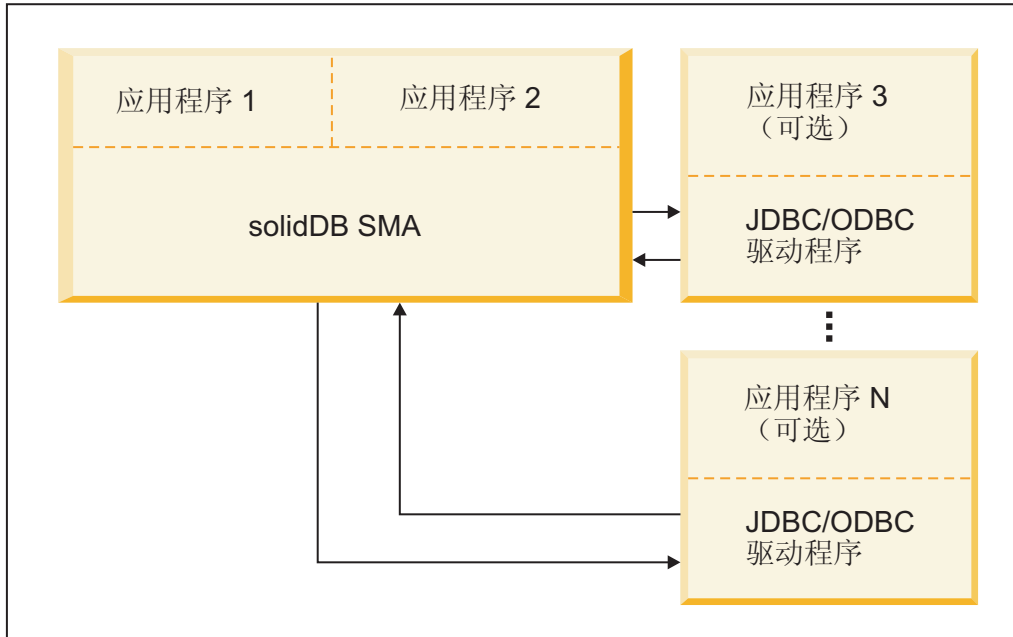 应用程序 1
应用程序 2
solidDB SMA
应用程序 3
（可选）
JDBC/ODBC
驱动程序
应用程序 N
（可选）
JDBC/ODBC
驱动程序